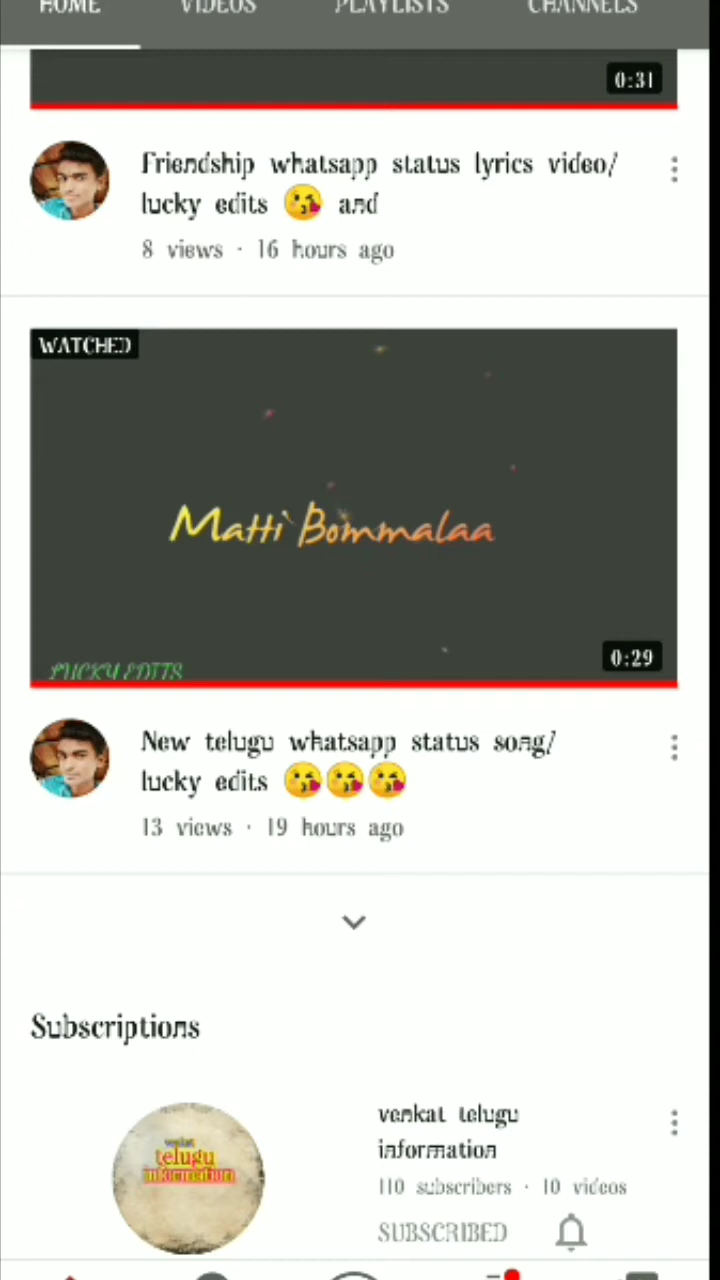 HOME VIDEOS PLAYLISTS CHANNELS
0:31
Friendship whatsapp status lyrics video/
lucky edits 😘 and
8 views · 16 hours ago
WATCHED
Matti Bommalaa
LUCKY EDITS
0:29
New telugu whatsapp status song/
lucky edits 😘😘😘
13 views · 19 hours ago
Subscriptions
venkat
telugu
information
venkat telugu
information
110 subscribers · 10 videos
SUBSCRIBED